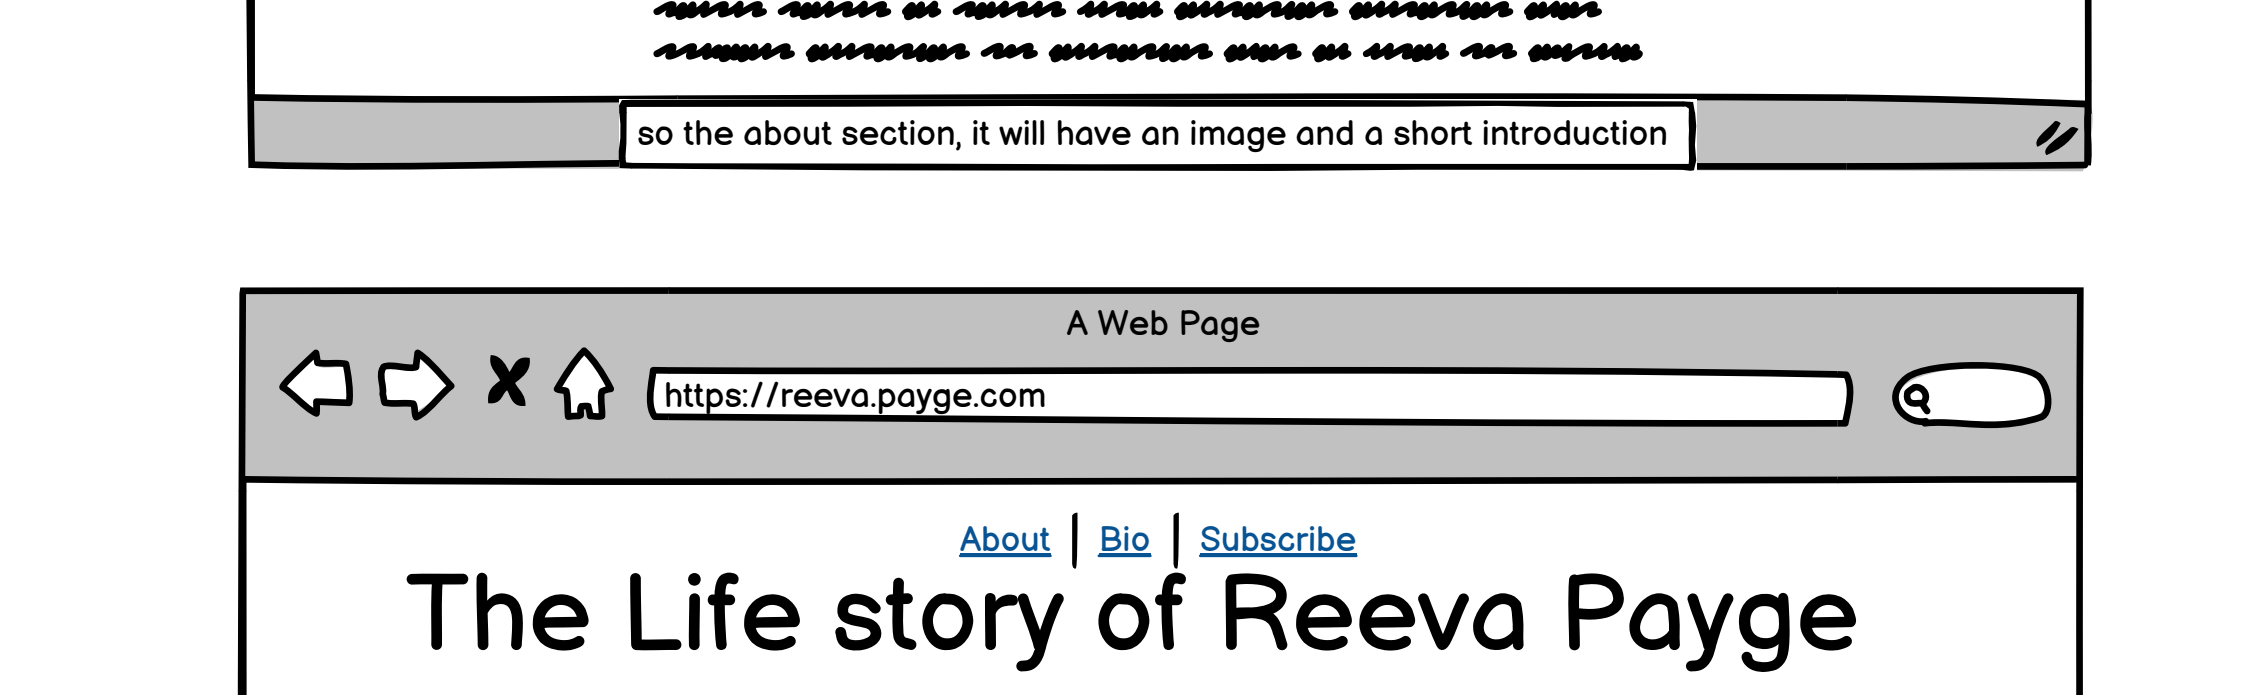 so the about section, it will have an image and a short introduction
A Web Page
https://reeva.payge.com
About | Bio | Subscribe
The Life story of Reeva Payge